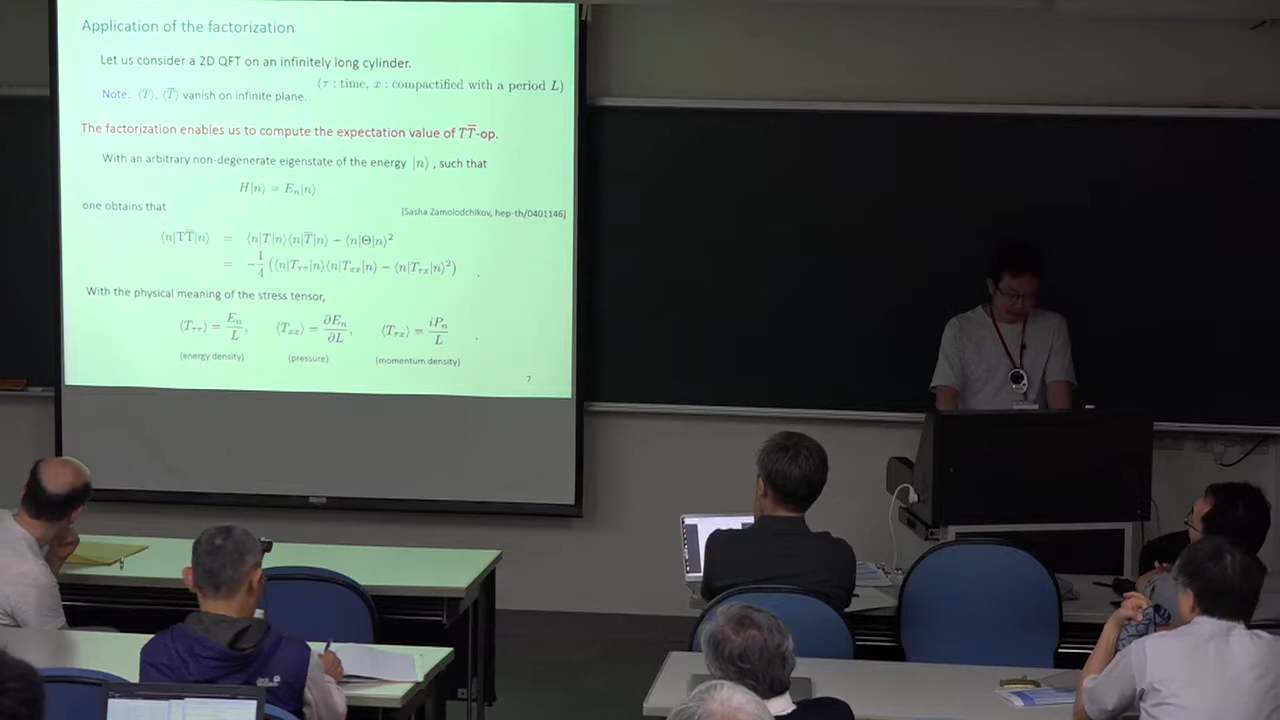 Application of the factorization
Let us consider a 2D QFT on an infinitely long cylinder.
(τ : time, x : compactified with a period L)
Note: ⟨T⟩, ⟨T̅⟩ vanish on infinite plane.
The factorization enables us to compute the expectation value of TT̅-op.
With an arbitrary non-degenerate eigenstate of the energy |n⟩ , such that
H|n⟩ = E_n|n⟩
one obtains that
[Sasha Zamolodchikov, hep-th/0401146]
⟨n|TT̅|n⟩ = ⟨n|T|n⟩⟨n|T̅|n⟩ − ⟨n|Θ|n⟩²
= −1/4 (⟨n|T_ττ|n⟩⟨n|T_xx|n⟩ − ⟨n|T_τx|n⟩²) .
With the physical meaning of the stress tensor,
⟨T_ττ⟩ = E_n/L, ⟨T_xx⟩ = ∂E_n/∂L, ⟨T_τx⟩ = iP_n/L .
(energy density) (pressure) (momentum density)
7